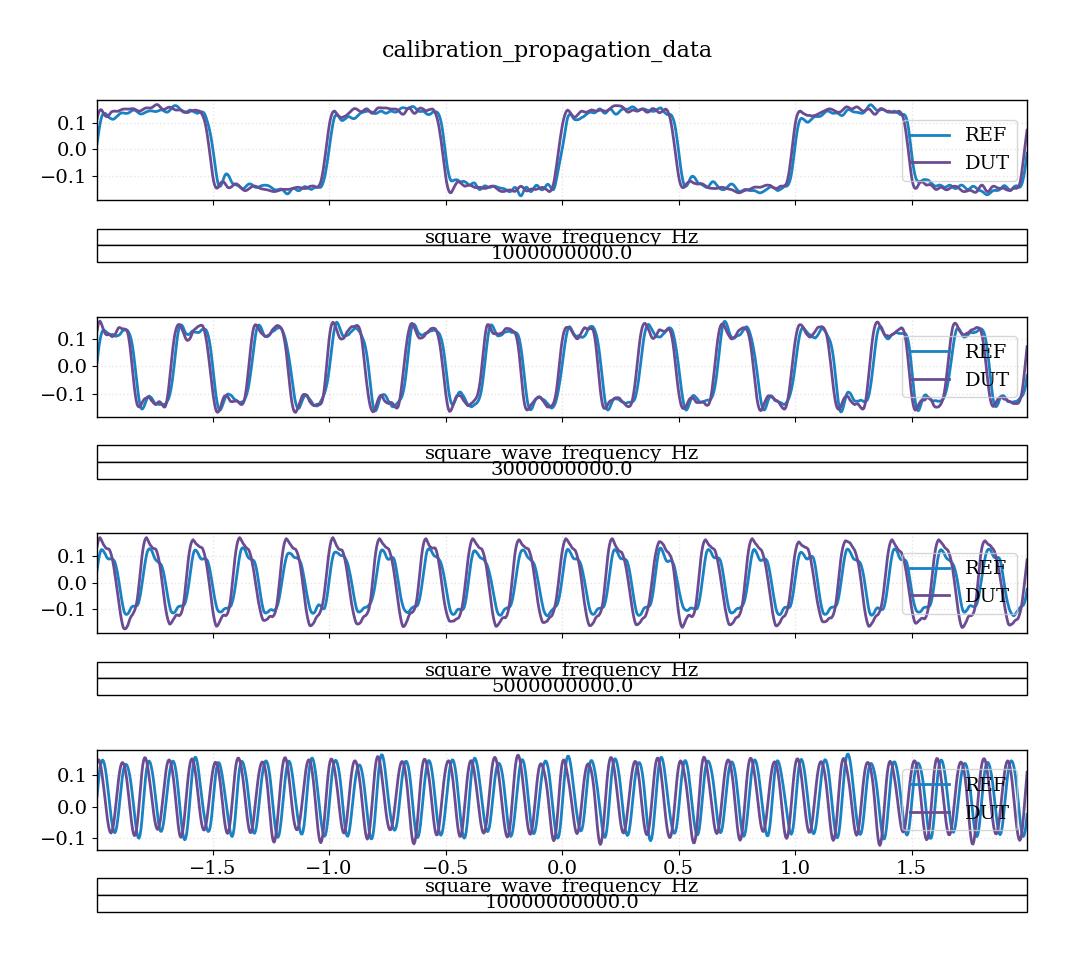 calibration_propagation_data
0.1
0.0
−0.1
REF
DUT
square_wave_frequency_Hz
1000000000.0
0.1
0.0
−0.1
REF
DUT
square_wave_frequency_Hz
3000000000.0
0.1
0.0
−0.1
REF
DUT
square_wave_frequency_Hz
5000000000.0
0.1
0.0
−0.1
REF
DUT
−1.5 −1.0 −0.5 0.0 0.5 1.0 1.5
square_wave_frequency_Hz
10000000000.0